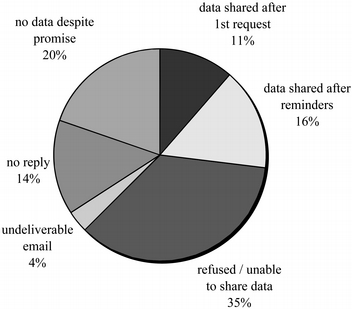 data shared after
1st request
11%
no data despite
promise
20%
data shared after
reminders
16%
no reply
14%
undeliverable
email
4%
refused / unable
to share data
35%